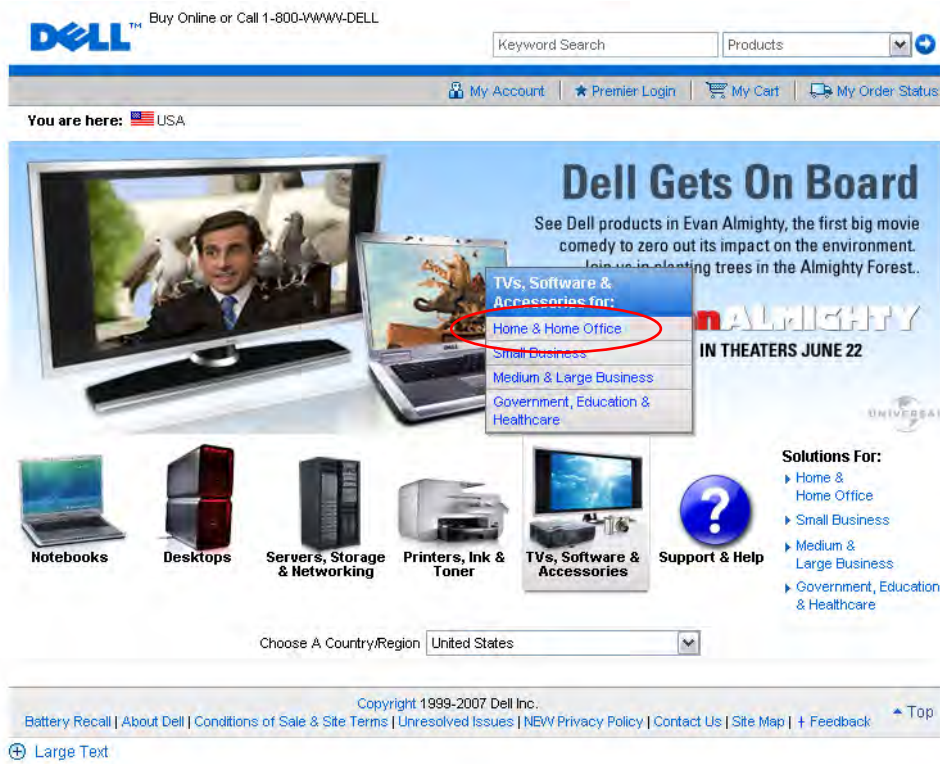 DELL™
Buy Online or Call 1-800-WWW-DELL
Keyword Search
Products
My Account
Premier Login
My Cart
My Order Status
You are here: USA
Dell Gets On Board
See Dell products in Evan Almighty, the first big movie
comedy to zero out its impact on the environment.
Join us in planting trees in the Almighty Forest..
TVs, Software &
Accessories for:
Home & Home Office
Small Business
Medium & Large Business
Government, Education &
Healthcare
nALMIGHTY
IN THEATERS JUNE 22
UNIVERSAL
Notebooks
Desktops
Servers, Storage
& Networking
Printers, Ink &
Toner
TVs, Software &
Accessories
Support & Help
Solutions For:
Home &
Home Office
Small Business
Medium &
Large Business
Government, Education
& Healthcare
Choose A Country/Region United States
Copyright 1999-2007 Dell Inc.
Battery Recall | About Dell | Conditions of Sale & Site Terms | Unresolved Issues | NEW Privacy Policy | Contact Us | Site Map | + Feedback
Top
Large Text